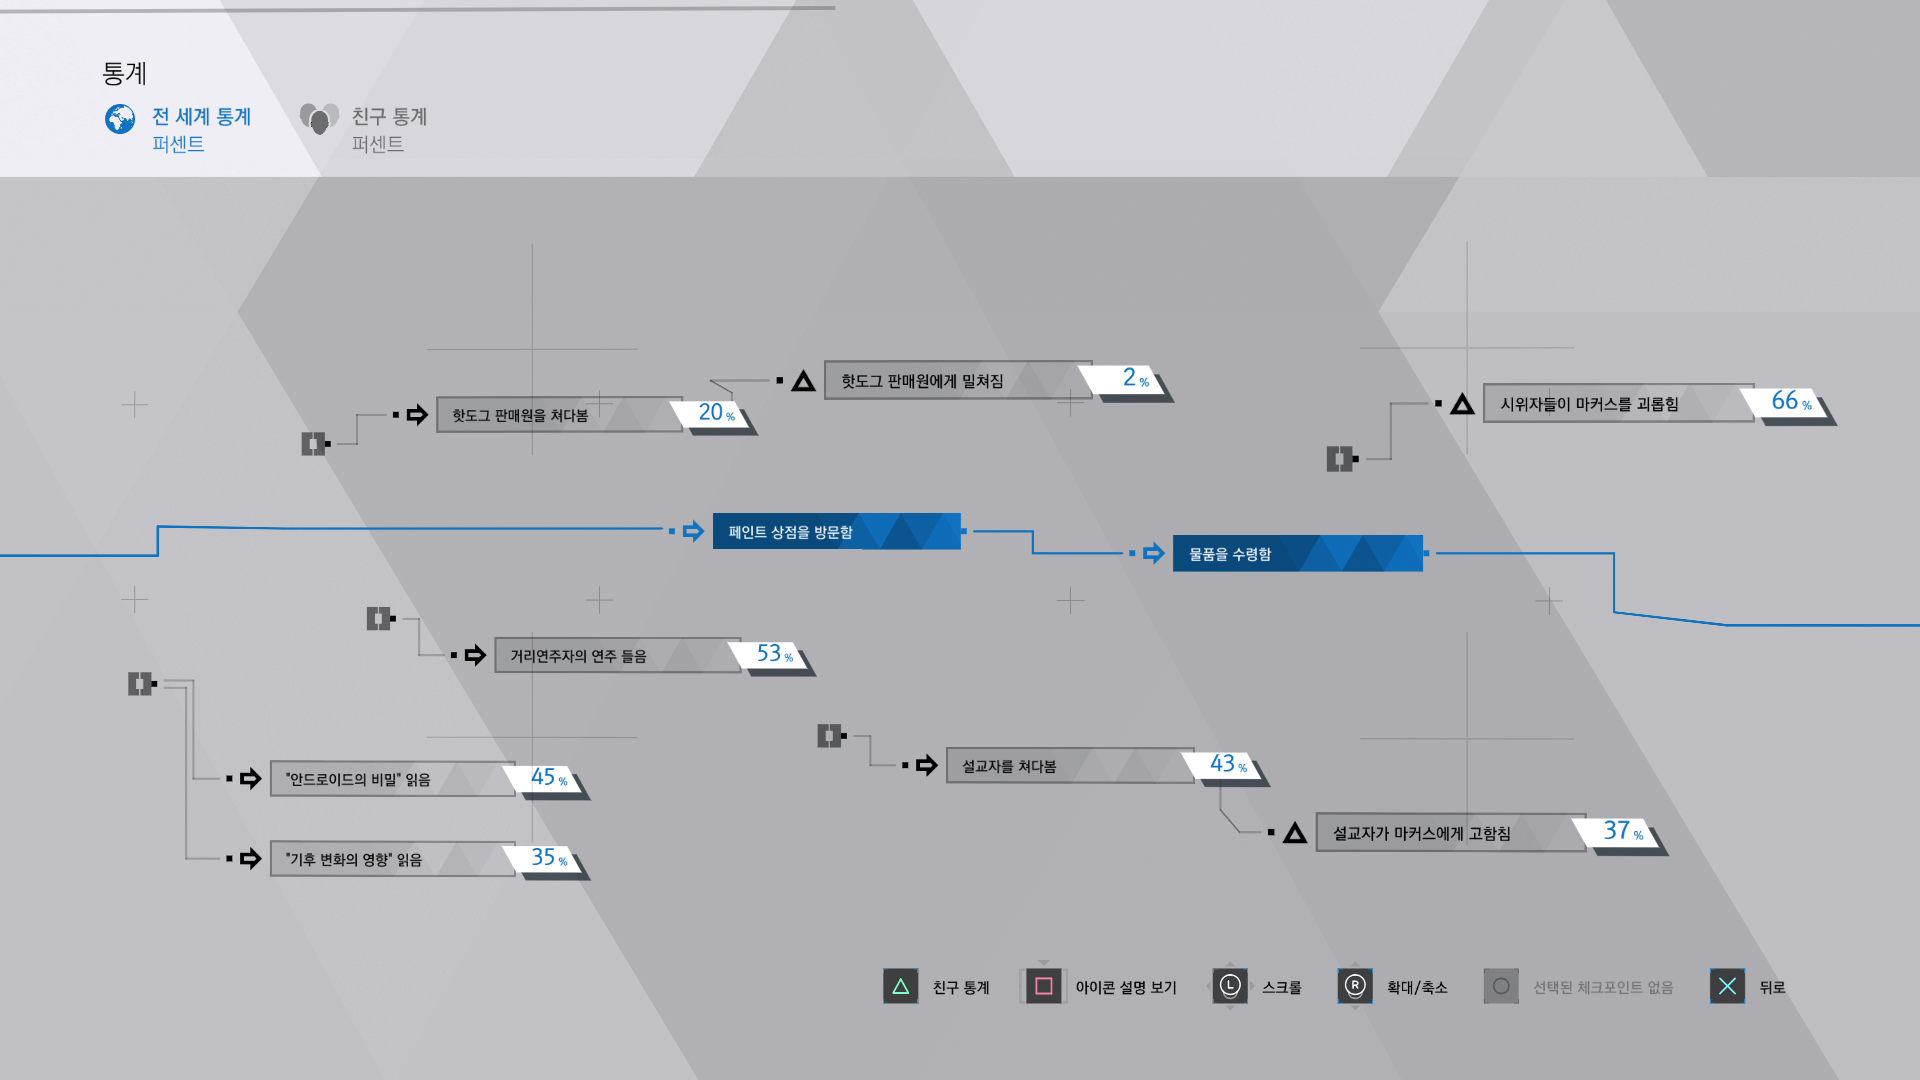 통계
전 세계 통계
퍼센트
친구 통계
퍼센트
핫도그 판매원에게 밀쳐짐
2 %
핫도그 판매원을 쳐다봄
20 %
시위자들이 마커스를 괴롭힘
66 %
페인트 상점을 방문함
물품을 수령함
거리연주자의 연주 들음
53 %
"안드로이드의 비밀" 읽음
45 %
설교자를 쳐다봄
43 %
설교자가 마커스에게 고함침
37 %
"기후 변화의 영향" 읽음
35 %
친구 통계
아이콘 설명 보기
L
스크롤
R
확대/축소
선택된 체크포인트 없음
뒤로